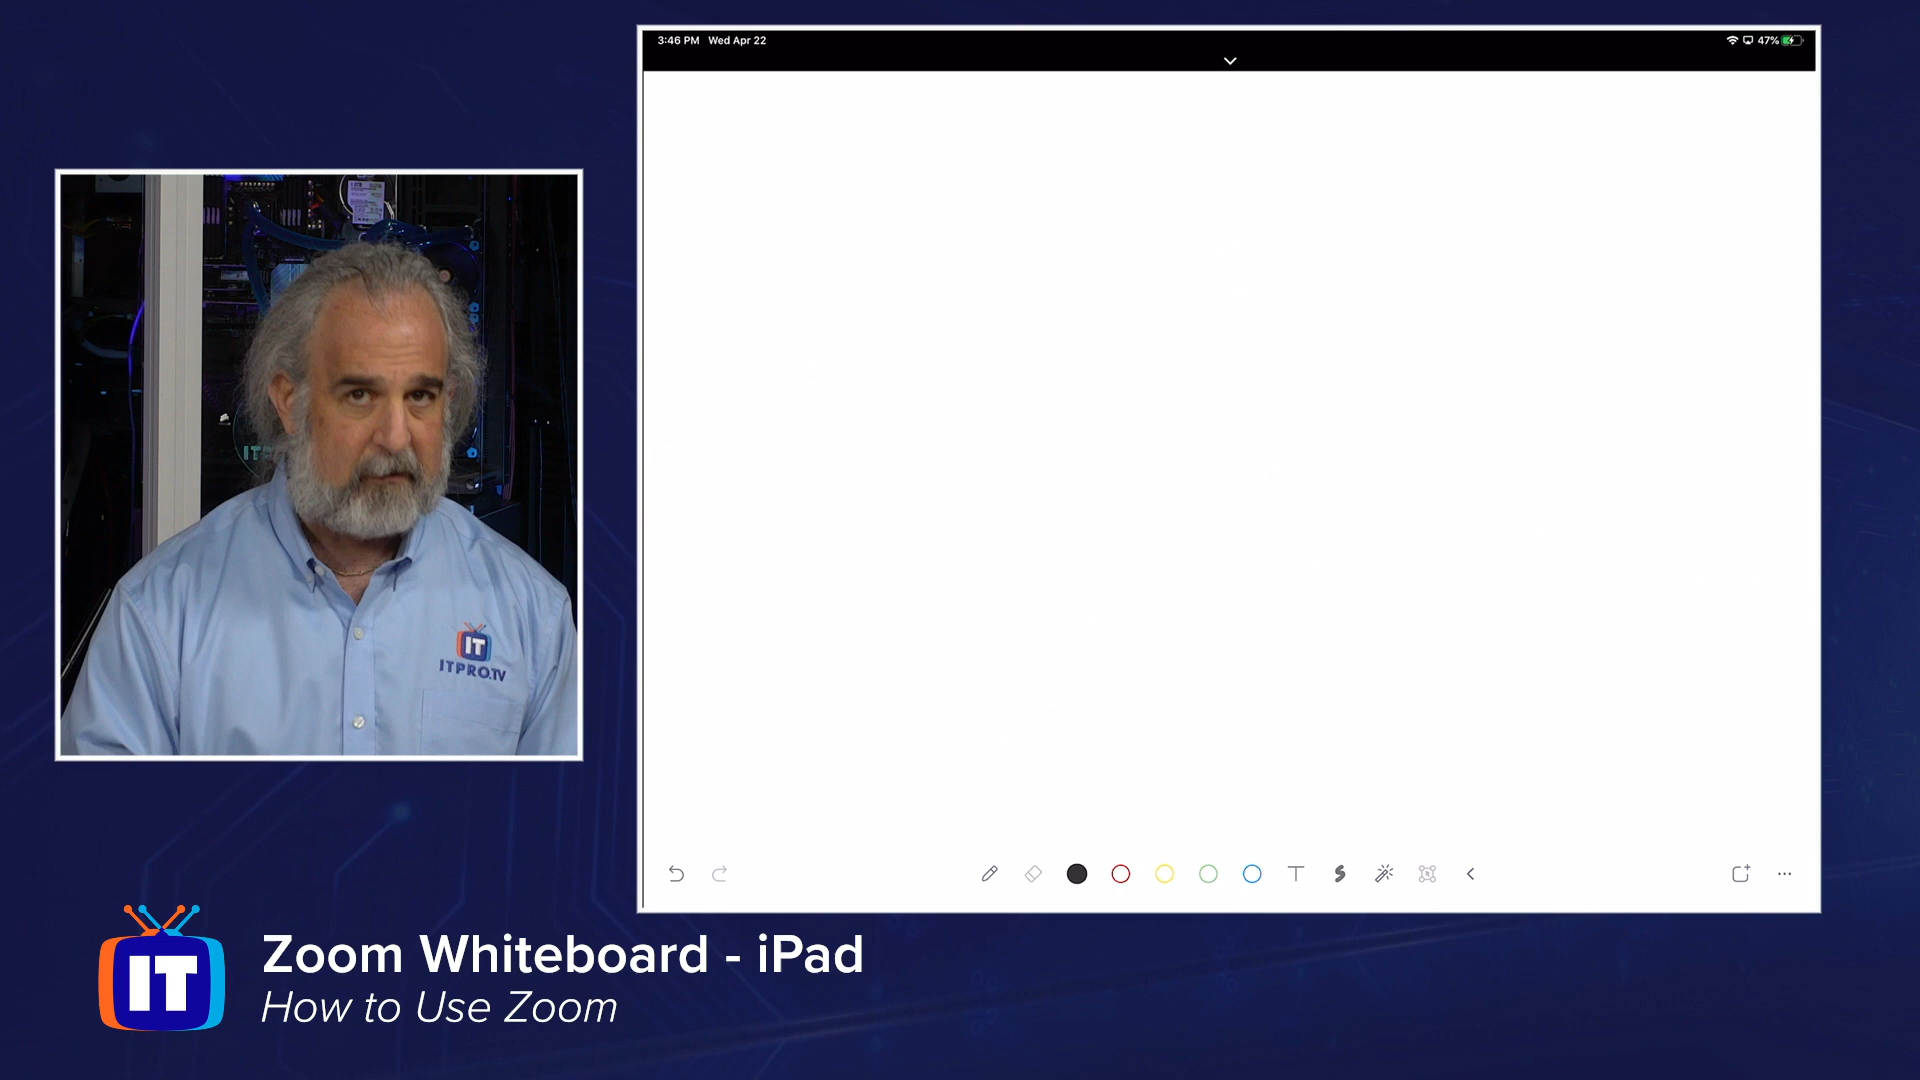 3:46 PM Wed Apr 22
47%
IT
ITPRO.TV
IT
Zoom Whiteboard - iPad
How to Use Zoom